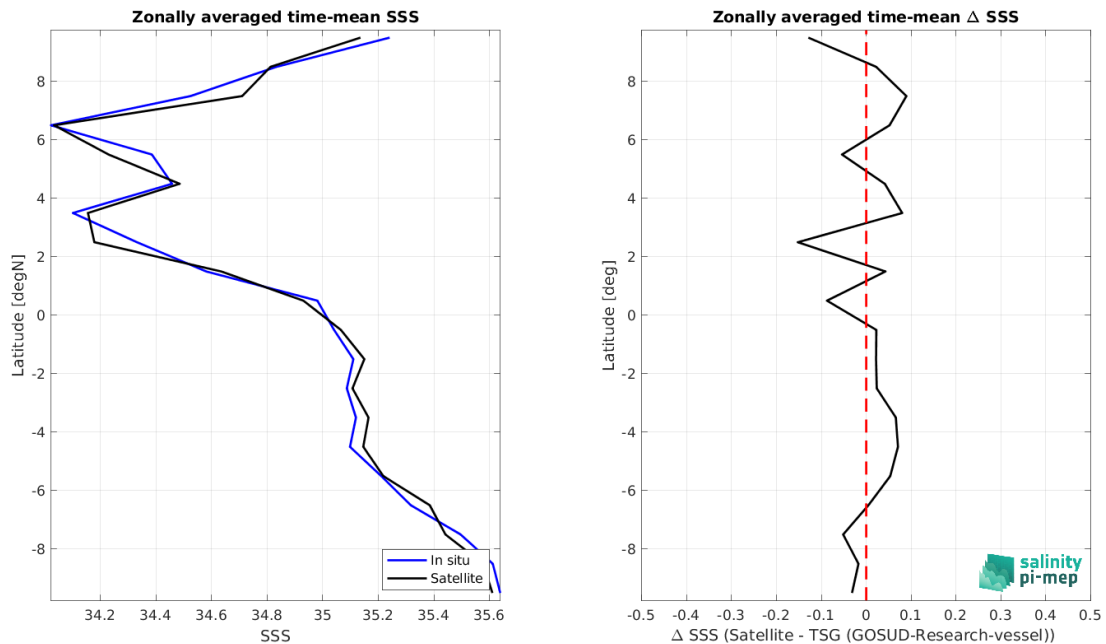 Zonally averaged time-mean SSS
Latitude [degN]
8
6
4
2
0
-2
-4
-6
-8
34.2 34.4 34.6 34.8 35 35.2 35.4 35.6
SSS
In situ
Satellite
Zonally averaged time-mean Δ SSS
Latitude [deg]
8
6
4
2
0
-2
-4
-6
-8
-0.5 -0.4 -0.3 -0.2 -0.1 0 0.1 0.2 0.3 0.4 0.5
Δ SSS (Satellite - TSG (GOSUD-Research-vessel))
salinity
pi-mep